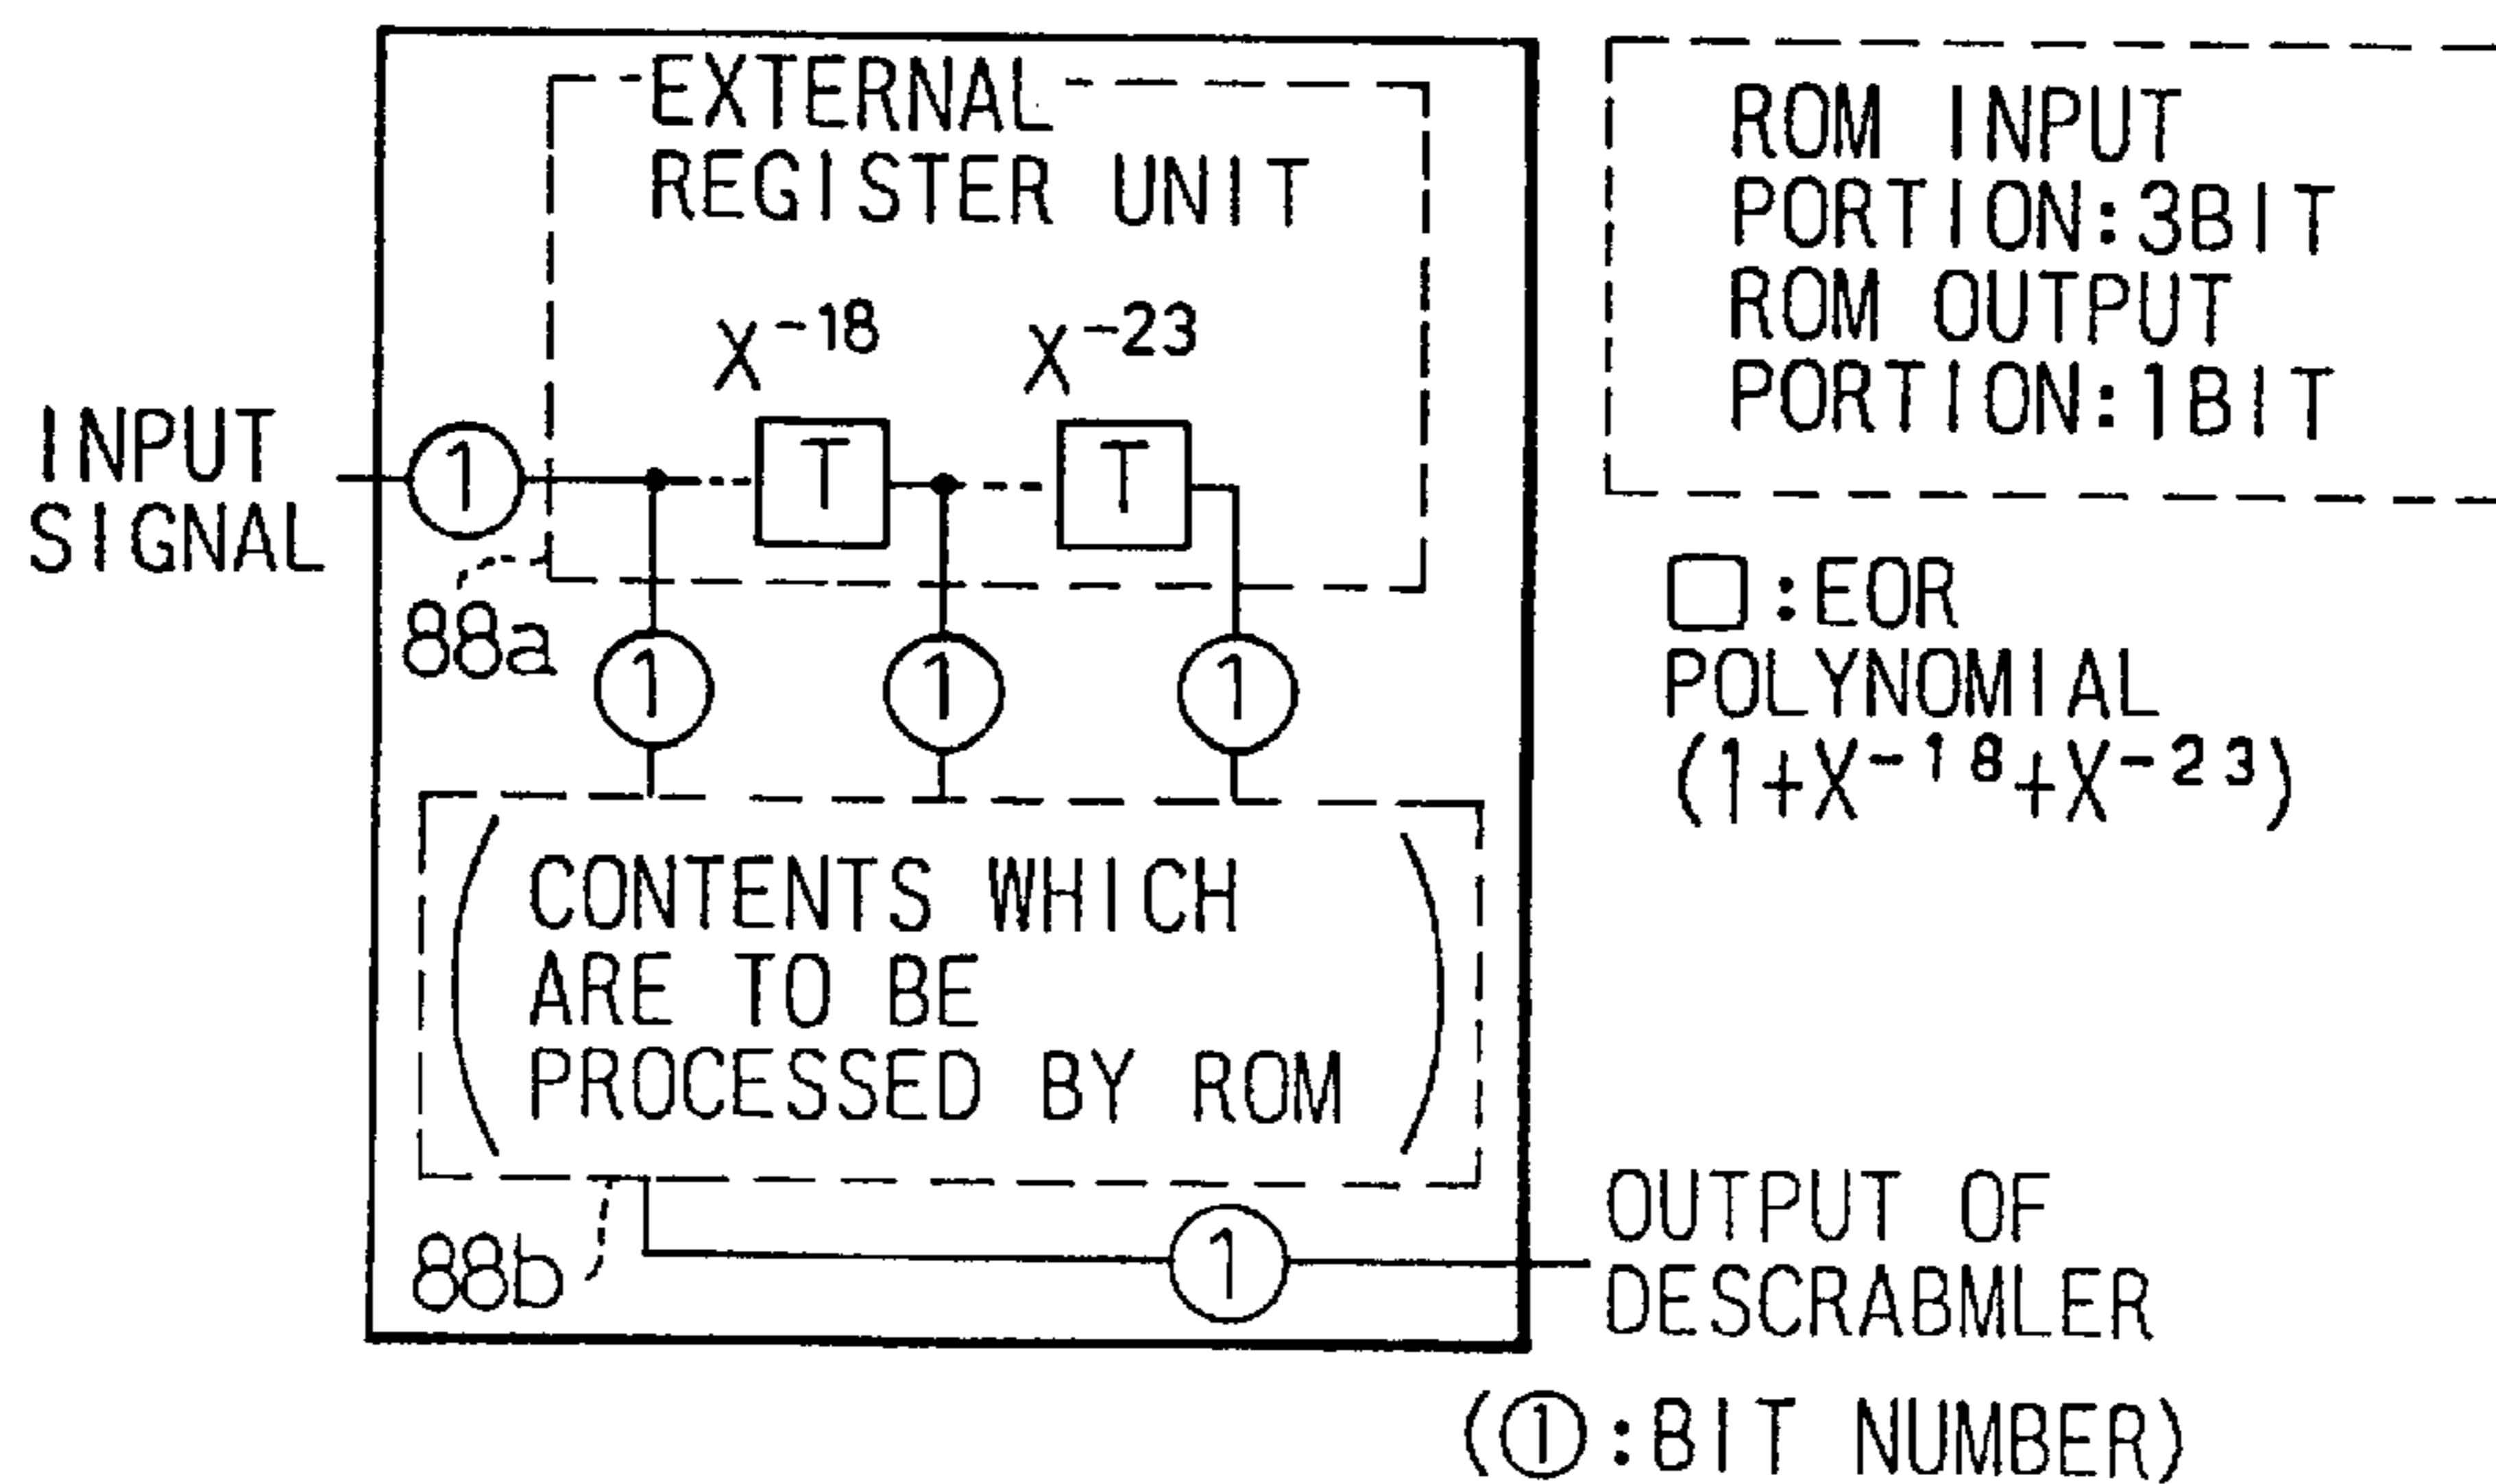 EXTERNAL
REGISTER UNIT
X⁻¹⁸ X⁻²³
INPUT
SIGNAL
1
T
T
88a
1
1
1
CONTENTS WHICH
ARE TO BE
PROCESSED BY ROM
88b
1
ROM INPUT
PORTION:3BIT
ROM OUTPUT
PORTION:1BIT
□:EOR
POLYNOMIAL
(1+X⁻¹⁸+X⁻²³)
OUTPUT OF
DESCRABMLER
(①:BIT NUMBER)